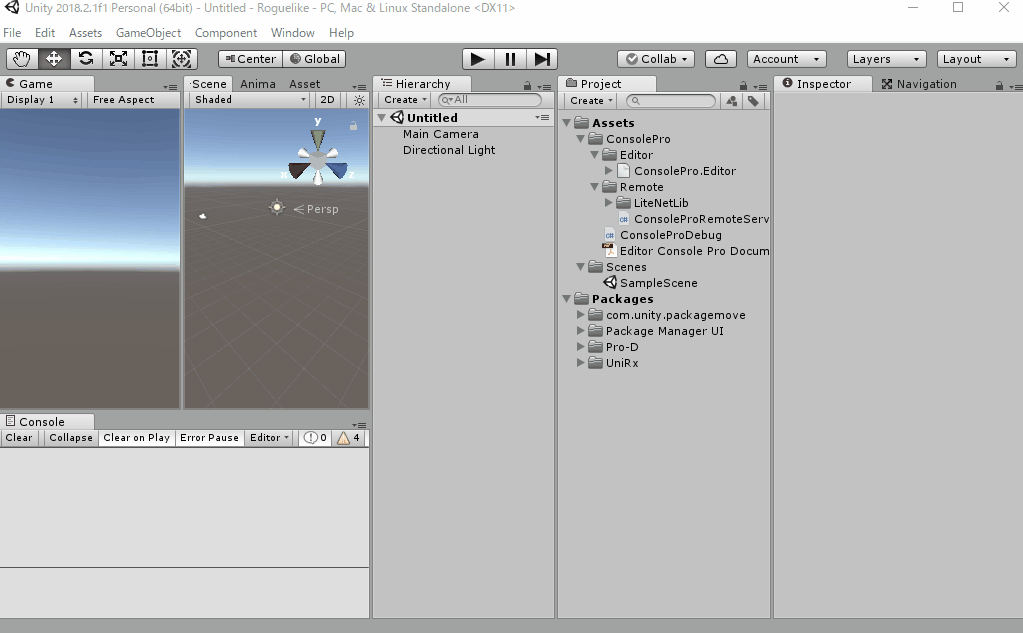 Unity 2018.2.1f1 Personal (64bit) - Untitled - Roguelike - PC, Mac & Linux Standalone <DX11>
File Edit Assets GameObject Component Window Help
Center Global Collab Account Layers Layout
Game Scene Anima Asset Hierarchy Project Inspector Navigation
Display 1 Free Aspect Shaded 2D Create All Create
Untitled
Main Camera
Directional Light
y
x
z
Persp
Assets
ConsolePro
Editor
ConsolePro.Editor
Remote
LiteNetLib
ConsoleProRemoteServ
ConsoleProDebug
Editor Console Pro Docum
Scenes
SampleScene
Packages
com.unity.packagemove
Package Manager UI
Pro-D
UniRx
Console
Clear Collapse Clear on Play Error Pause Editor 0 4